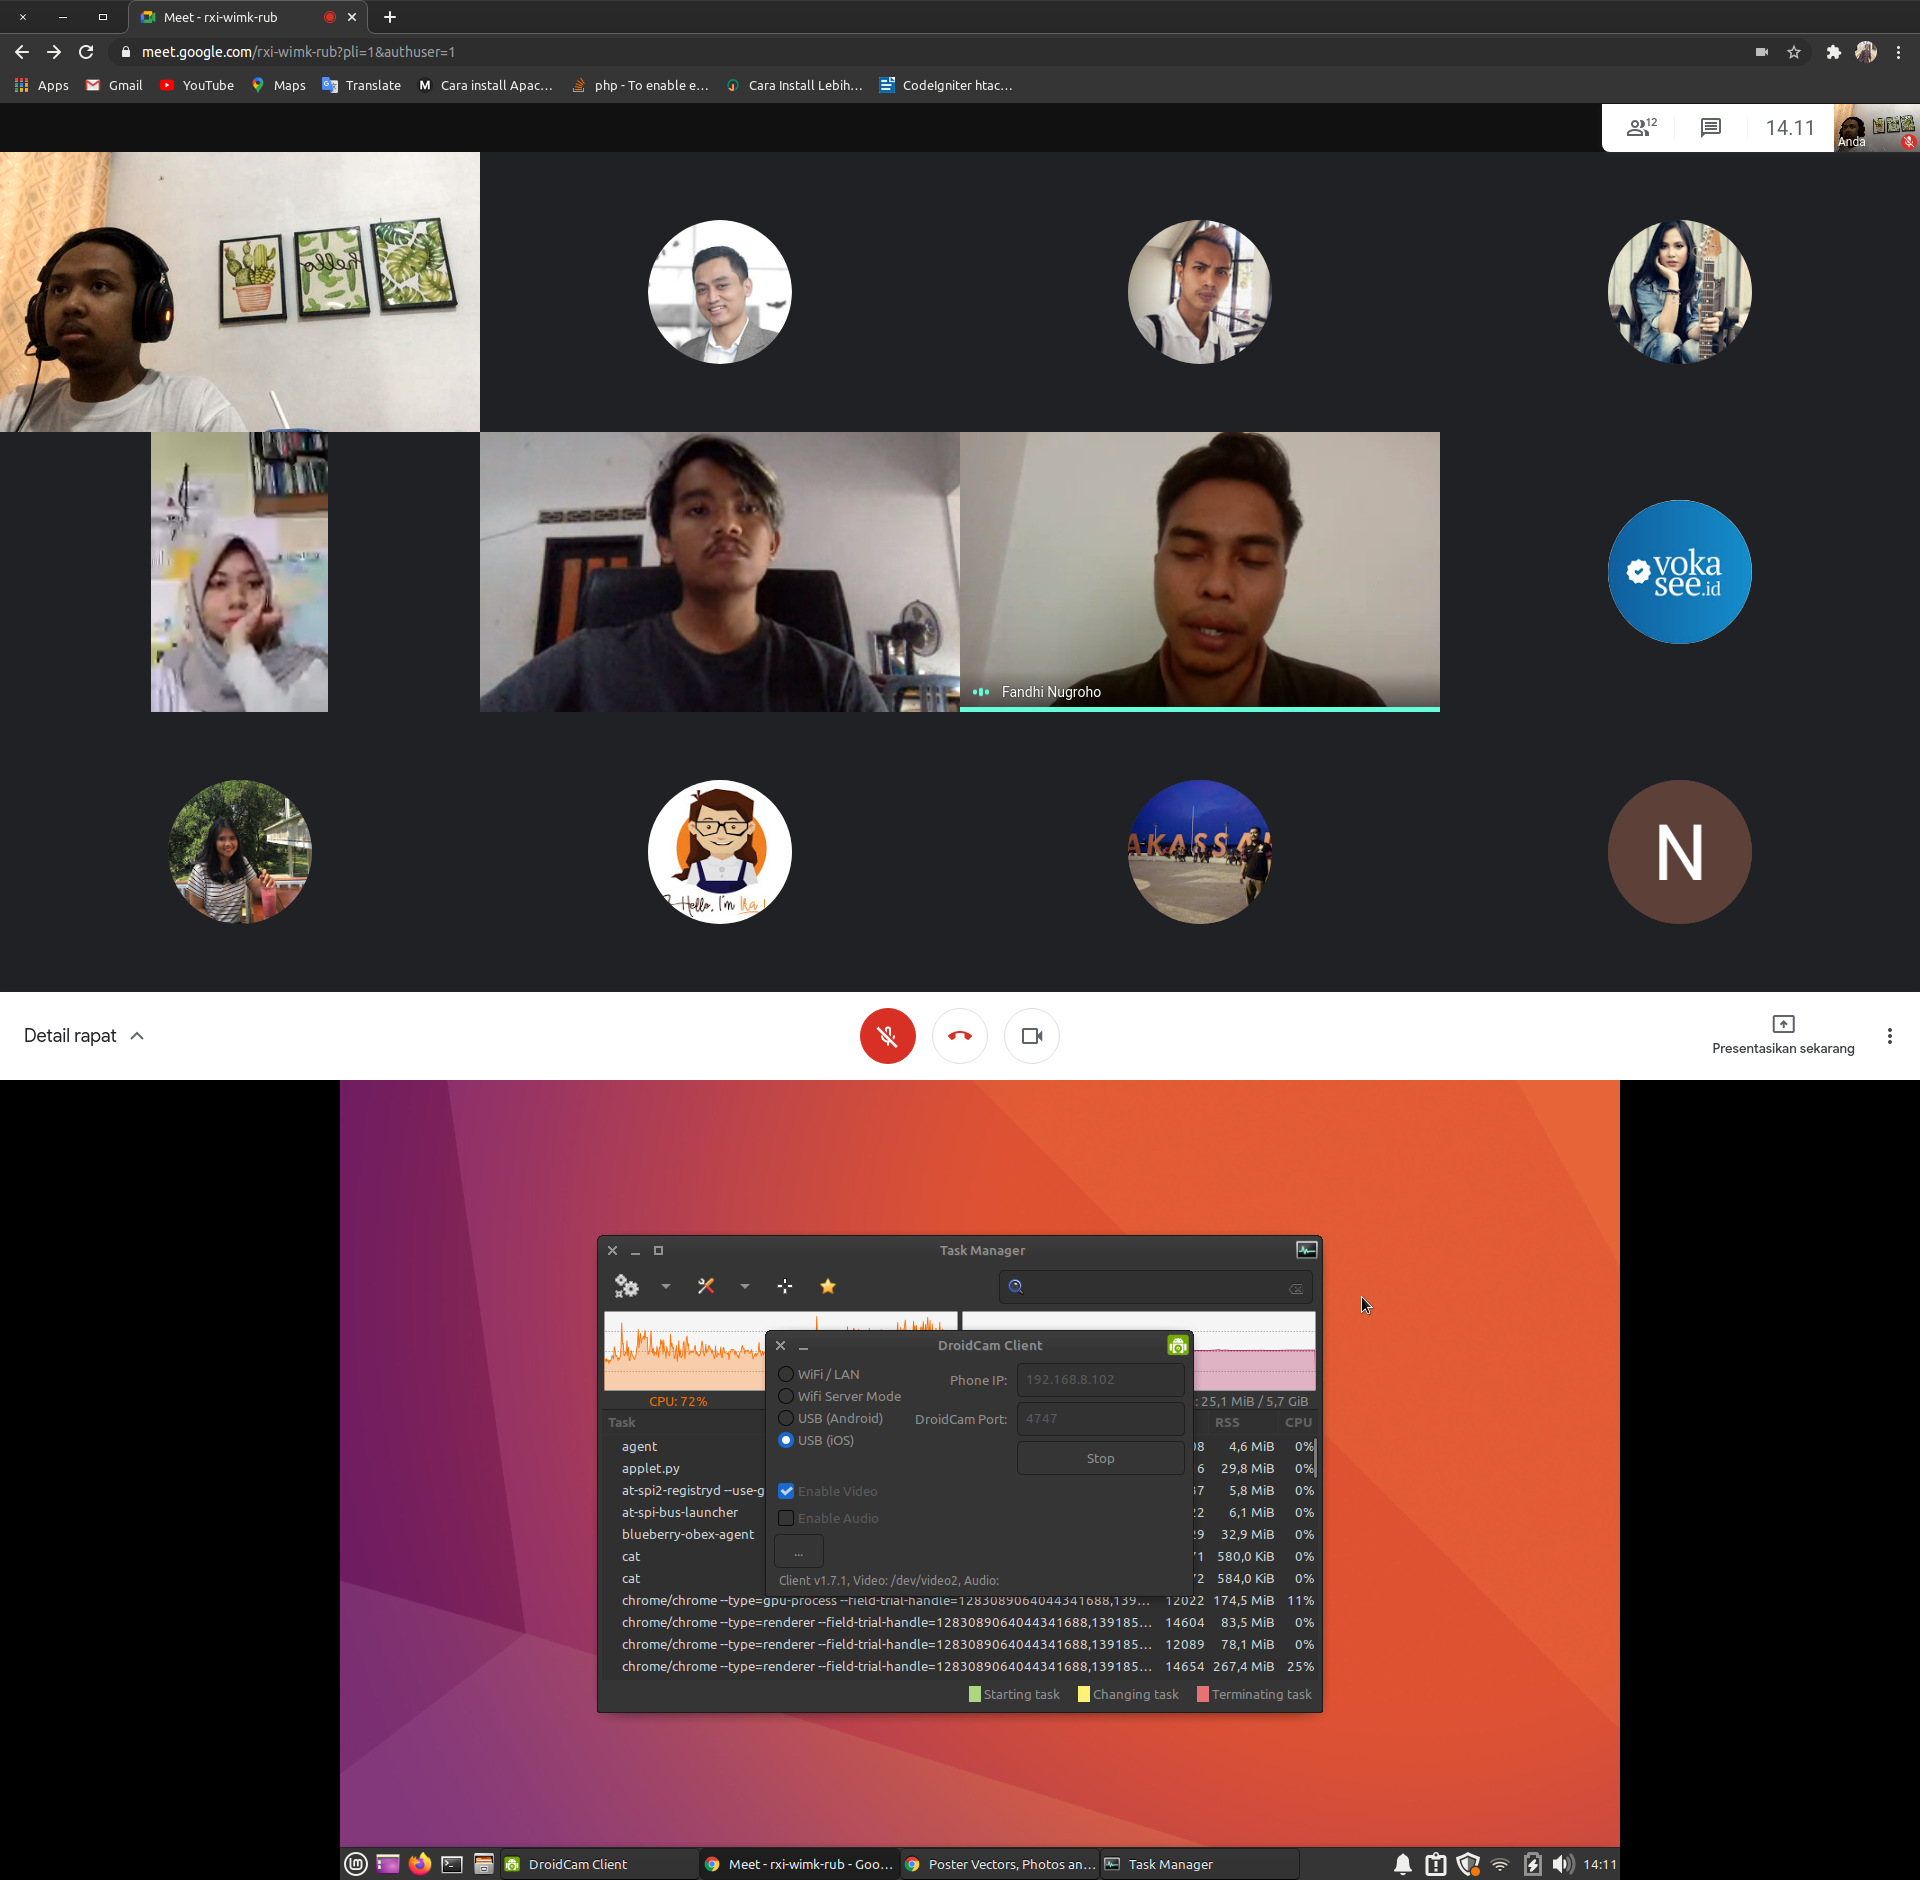 Meet - rxi-wimk-rub
meet.google.com/rxi-wimk-rub?pli=1&authuser=1
Apps Gmail YouTube Maps Translate Cara install Apac... php - To enable e... Cara Install Lebih... CodeIgniter htac...
12 14.11 Anda
hello
Fandhi Nugroho
voka
see.id
Hello, I'm Ika !
AKASSA
N
Detail rapat
Presentasikan sekarang
Task Manager
DroidCam Client
WiFi / LAN
Phone IP: 192.168.8.102
Wifi Server Mode
USB (Android)
DroidCam Port: 4747
USB (iOS)
Stop
Enable Video
Enable Audio
...
Client v1.7.1, Video: /dev/video2, Audio:
CPU: 72% : 25,1 MiB / 5,7 GiB
Task RSS CPU
agent 08 4,6 MiB 0%
applet.py 6 29,8 MiB 0%
at-spi2-registryd --use-g 37 5,8 MiB 0%
at-spi-bus-launcher 22 6,1 MiB 0%
blueberry-obex-agent 29 32,9 MiB 0%
cat 71 580,0 KiB 0%
cat 72 584,0 KiB 0%
chrome/chrome --type=gpu-process --field-trial-handle=1283089064044341688,139... 12022 174,5 MiB 11%
chrome/chrome --type=renderer --field-trial-handle=1283089064044341688,139185... 14604 83,5 MiB 0%
chrome/chrome --type=renderer --field-trial-handle=1283089064044341688,139185... 12089 78,1 MiB 0%
chrome/chrome --type=renderer --field-trial-handle=1283089064044341688,139185... 14654 267,4 MiB 25%
Starting task Changing task Terminating task
DroidCam Client Meet - rxi-wimk-rub - Goo... Poster Vectors, Photos an... Task Manager 14:11